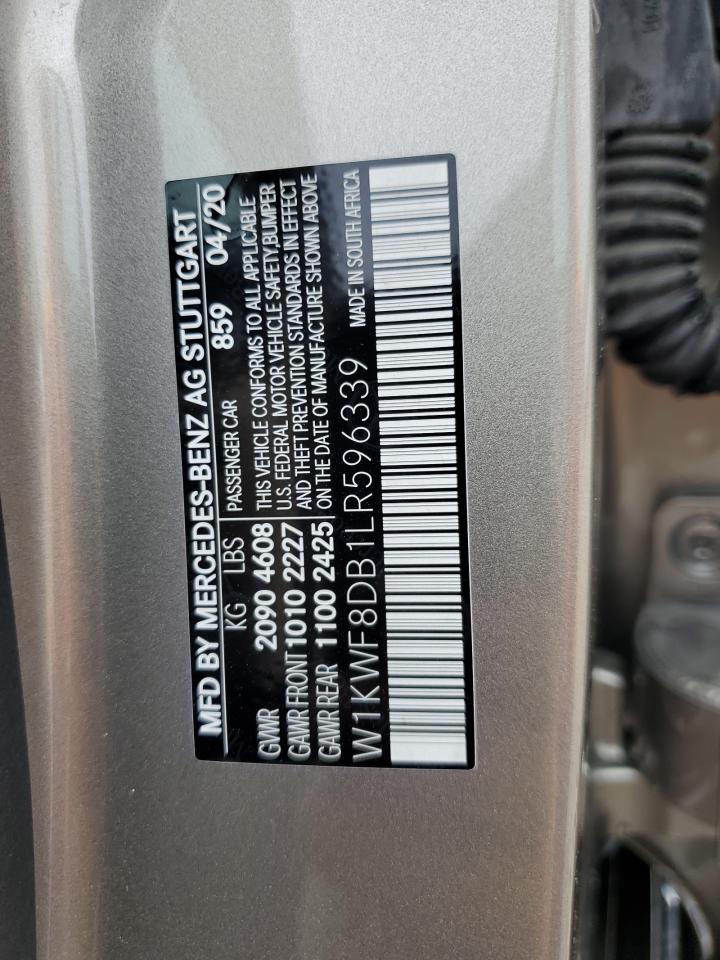 MFD BY MERCEDES-BENZ AG STUTTGART
859 04/20
KG LBS PASSENGER CAR
GVWR 2090 4608 THIS VEHICLE CONFORMS TO ALL APPLICABLE
U.S. FEDERAL MOTOR VEHICLE SAFETY, BUMPER
GAWR FRONT 1010 2227 AND THEFT PREVENTION STANDARDS IN EFFECT
GAWR REAR 1100 2425 ON THE DATE OF MANUFACTURE SHOWN ABOVE
W1KWF8DB1LR596339 MADE IN SOUTH AFRICA